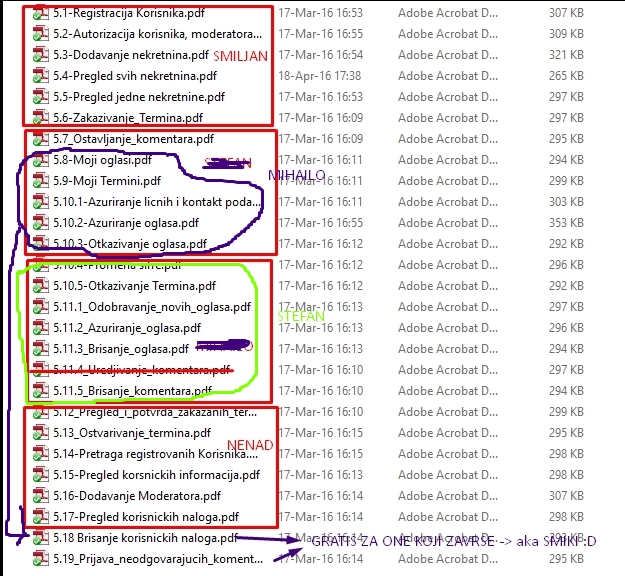 5.1-Registracija Korisnika.pdf 17-Mar-16 16:53 Adobe Acrobat D... 307 KB
5.2-Autorizacija korisnika, moderatora... 17-Mar-16 16:55 Adobe Acrobat D... 309 KB
5.3-Dodavanje nekretnina.pdf SMILJAN 17-Mar-16 16:54 Adobe Acrobat D... 321 KB
5.4-Pregled svih nekretnina.pdf 18-Apr-16 17:38 Adobe Acrobat D... 265 KB
5.5-Pregled jedne nekretnine.pdf 17-Mar-16 16:53 Adobe Acrobat D... 297 KB
5.6-Zakazivanje_Termina.pdf 17-Mar-16 16:09 Adobe Acrobat D... 297 KB
5.7_Ostavljanje_komentara.pdf 17-Mar-16 16:09 Adobe Acrobat D... 295 KB
5.8-Moji oglasi.pdf STEFAN 17-Mar-16 16:11 Adobe Acrobat D... 294 KB
MIHAILO
5.9-Moji Termini.pdf 17-Mar-16 16:11 Adobe Acrobat D... 299 KB
5.10.1-Azuriranje licnih i kontakt poda... 17-Mar-16 16:11 Adobe Acrobat D... 303 KB
5.10.2-Azuriranje oglasa.pdf 17-Mar-16 16:55 Adobe Acrobat D... 353 KB
5.10.3-Otkazivanje oglasa.pdf 17-Mar-16 16:12 Adobe Acrobat D... 292 KB
5.10.4-Promena sifre.pdf 17-Mar-16 16:12 Adobe Acrobat D... 296 KB
5.10.5-Otkazivanje Termina.pdf 17-Mar-16 16:12 Adobe Acrobat D... 292 KB
5.11.1_Odobravanje_novih_oglasa.pdf 17-Mar-16 16:13 Adobe Acrobat D... 297 KB
STEFAN
5.11.2_Azuriranje_oglasa.pdf 17-Mar-16 16:13 Adobe Acrobat D... 296 KB
5.11.3_Brisanje_oglasa.pdf 17-Mar-16 16:13 Adobe Acrobat D... 294 KB
5.11.4_Uredjivanje_komentara.pdf 17-Mar-16 16:10 Adobe Acrobat D... 297 KB
5.11.5_Brisanje_komentara.pdf 17-Mar-16 16:10 Adobe Acrobat D... 294 KB
5.12_Pregled_i_potvrda_zakazanih_ter... 17-Mar-16 16:10 Adobe Acrobat D... 299 KB
5.13_Ostvarivanje_termina.pdf 17-Mar-16 16:15 Adobe Acrobat D... 295 KB
NENAD
5.14-Pretraga registrovanih Korisnika.... 17-Mar-16 16:15 Adobe Acrobat D... 298 KB
5.15-Pregled korsnickih informacija.pdf 17-Mar-16 16:13 Adobe Acrobat D... 298 KB
5.16-Dodavanje Moderatora.pdf 17-Mar-16 16:14 Adobe Acrobat D... 307 KB
5.17-Pregled korisnickih naloga.pdf 17-Mar-16 16:14 Adobe Acrobat D... 298 KB
5.18 Brisanje korisnickih naloga.pdf 17-Mar-16 16:14 Adobe Acrobat D... 293 KB
GRATIS ZA ONE KOJI ZAVRSE -> aka SMIKI :D
5.19_Prijava_neodgovarajucih_koment... 17-Mar-16 16:14 Adobe Acrobat D... 295 KB